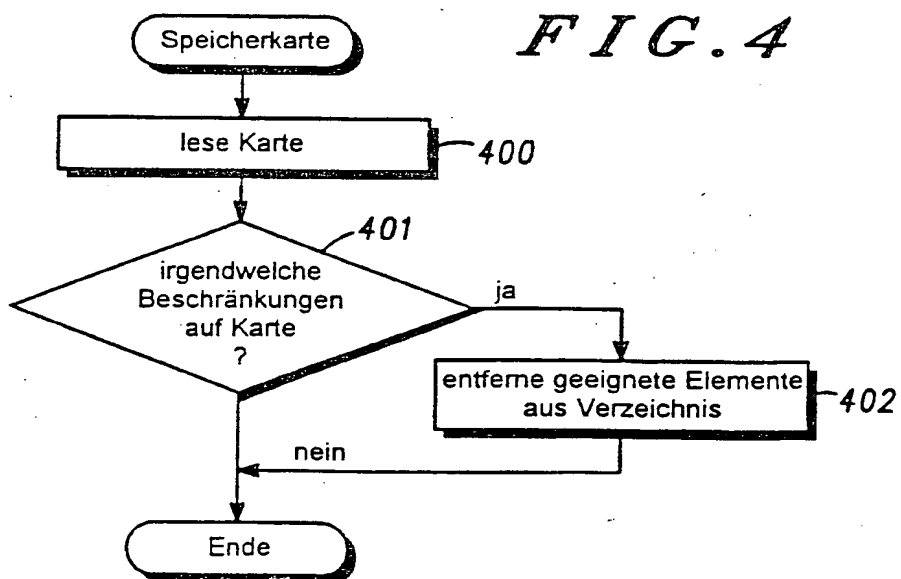 FIG. 4
Speicherkarte
lese Karte
400
401
irgendwelche
Beschränkungen
auf Karte
?
ja
entferne geeignete Elemente
aus Verzeichnis
402
nein
Ende